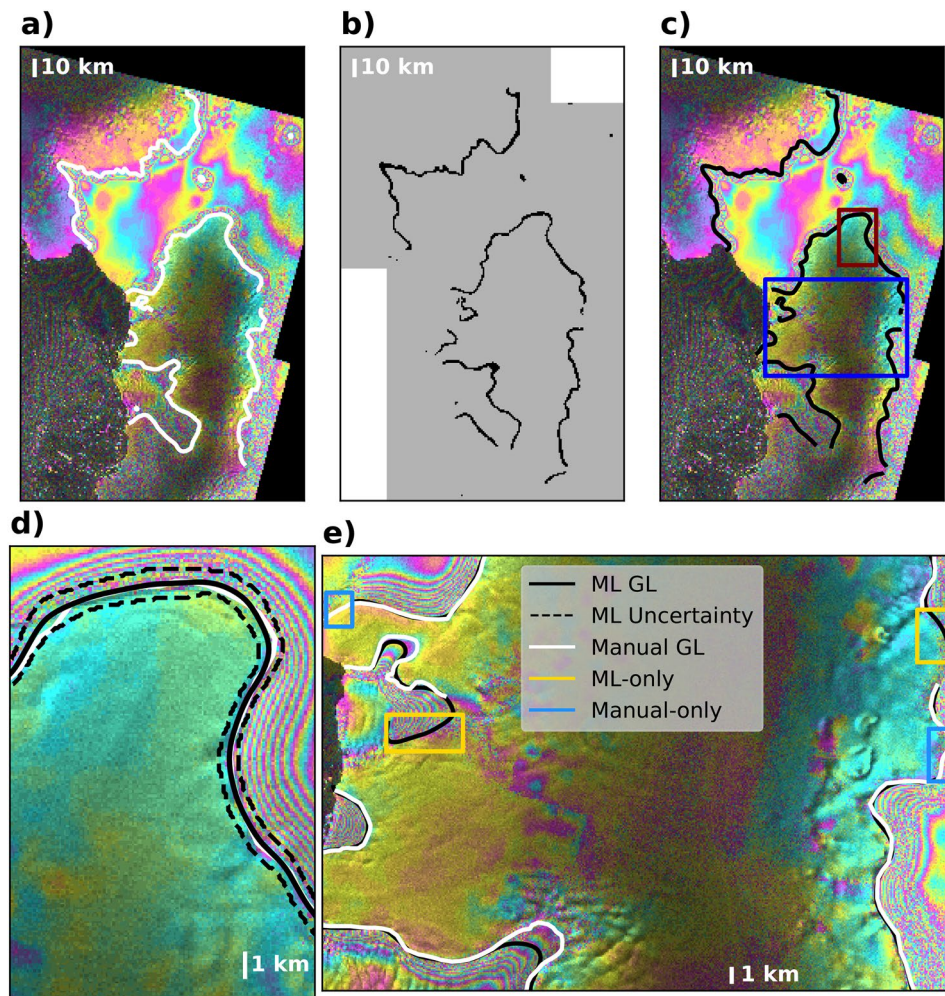 a)
b)
c)
10 km
10 km
10 km
d)
e)
ML GL
ML Uncertainty
Manual GL
ML-only
Manual-only
1 km
1 km